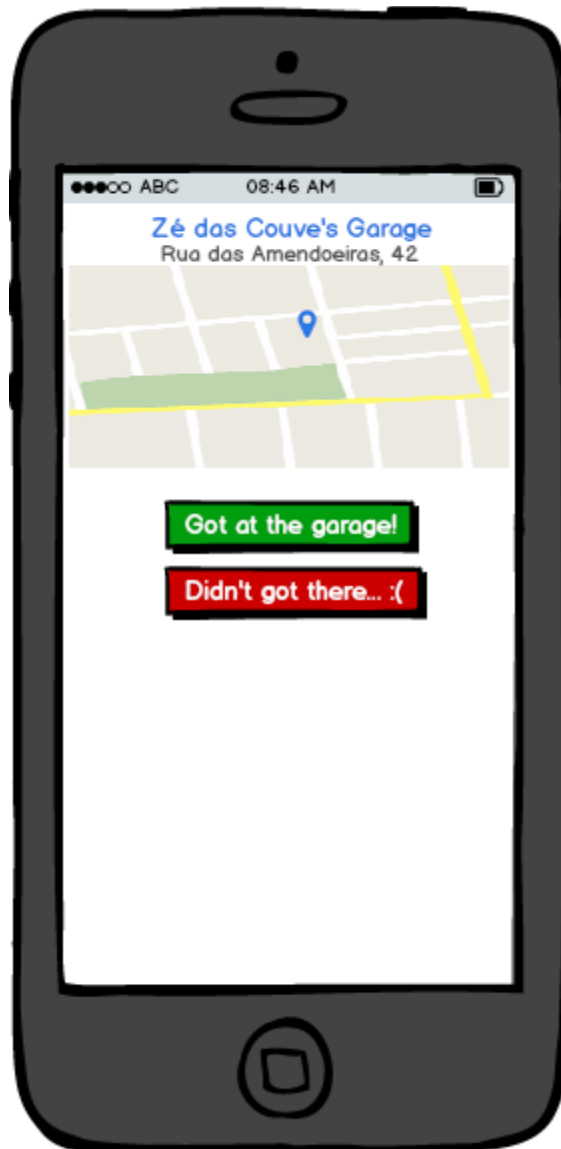 ABC 08:46 AM
Zé das Couve's Garage
Rua das Amendoeiras, 42
Got at the garage!
Didn't got there... :(